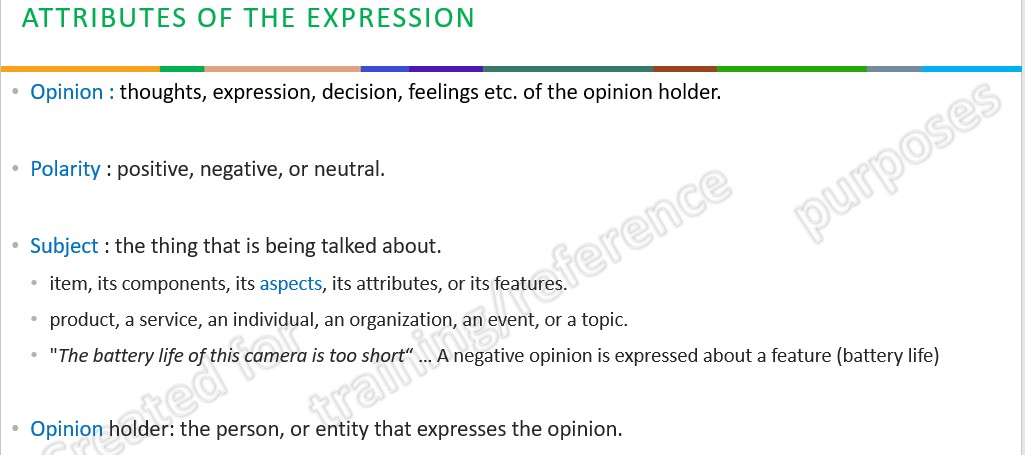 ATTRIBUTES OF THE EXPRESSION
• Opinion : thoughts, expression, decision, feelings etc. of the opinion holder.
• Polarity : positive, negative, or neutral.
• Subject : the thing that is being talked about.
• item, its components, its aspects, its attributes, or its features.
• product, a service, an individual, an organization, an event, or a topic.
• "The battery life of this camera is too short“ ... A negative opinion is expressed about a feature (battery life)
• Opinion holder: the person, or entity that expresses the opinion.
Created for
training/reference
purposes